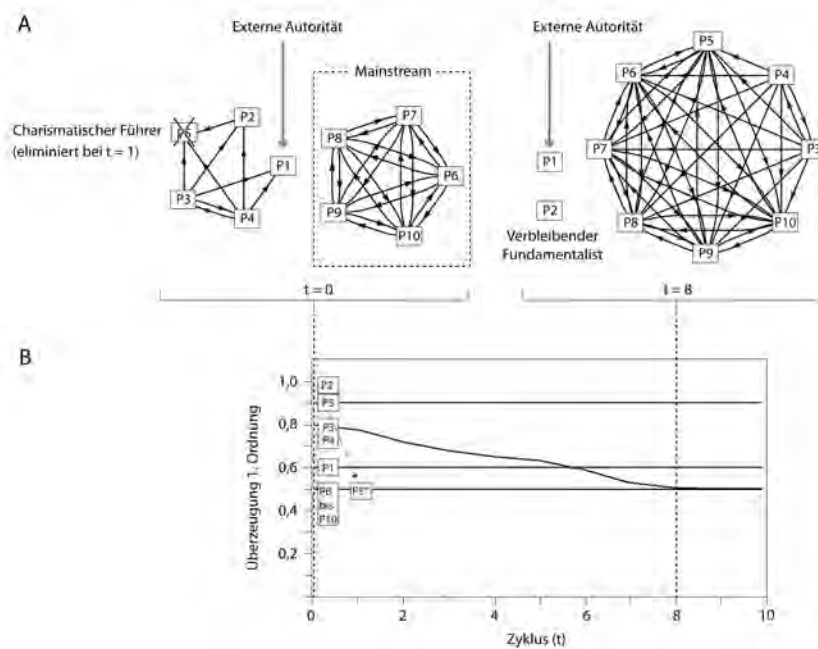 A
Externe Autorität
Externe Autorität
Mainstream
Charismatischer Führer
(eliminiert bei t = 1)
P5
P2
P1
P3
P4
P7
P8
P6
P9
P10
P1
P2
Verbleibender
Fundamentalist
P5
P6
P4
P7
P3
P8
P10
P9
t = 0
t = 8
B
Überzeugung 1. Ordnung
1,0
0,8
0,6
0,4
0,2
P2
P5
P3
P4
P1
P6
bis
P10
0
2
4
6
8
10
Zyklus (t)